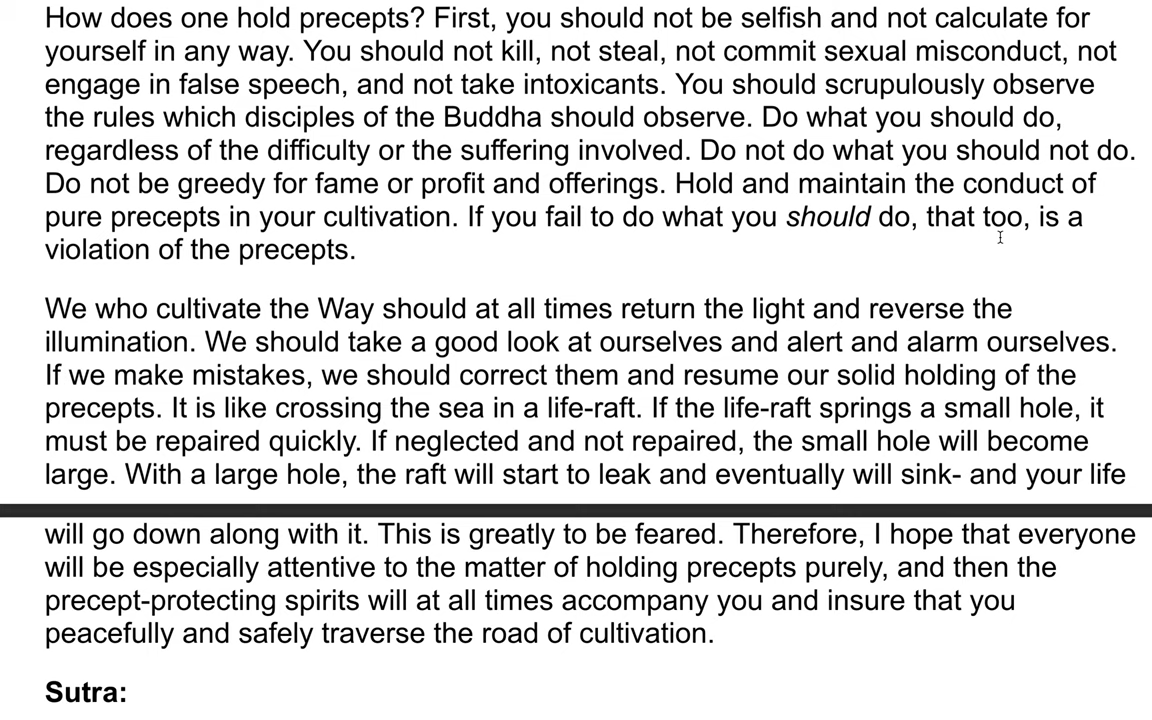 How does one hold precepts? First, you should not be selfish and not calculate for
yourself in any way. You should not kill, not steal, not commit sexual misconduct, not
engage in false speech, and not take intoxicants. You should scrupulously observe
the rules which disciples of the Buddha should observe. Do what you should do,
regardless of the difficulty or the suffering involved. Do not do what you should not do.
Do not be greedy for fame or profit and offerings. Hold and maintain the conduct of
pure precepts in your cultivation. If you fail to do what you should do, that too, is a
violation of the precepts.
We who cultivate the Way should at all times return the light and reverse the
illumination. We should take a good look at ourselves and alert and alarm ourselves.
If we make mistakes, we should correct them and resume our solid holding of the
precepts. It is like crossing the sea in a life-raft. If the life-raft springs a small hole, it
must be repaired quickly. If neglected and not repaired, the small hole will become
large. With a large hole, the raft will start to leak and eventually will sink- and your life
will go down along with it. This is greatly to be feared. Therefore, I hope that everyone
will be especially attentive to the matter of holding precepts purely, and then the
precept-protecting spirits will at all times accompany you and insure that you
peacefully and safely traverse the road of cultivation.
Sutra: